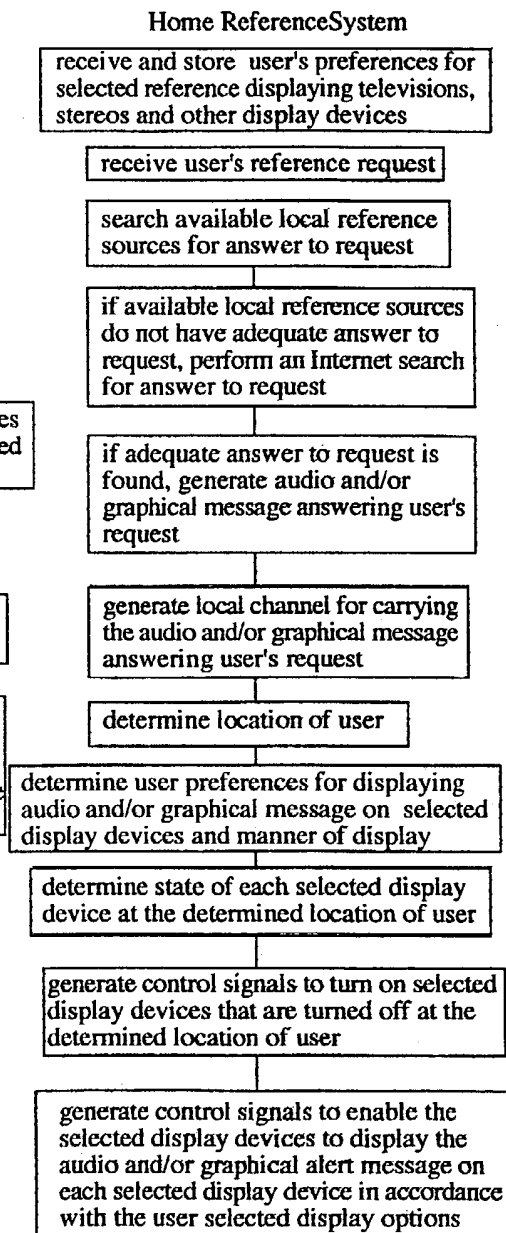 Home ReferenceSystem
receive and store user's preferences for
selected reference displaying televisions,
stereos and other display devices
receive user's reference request
search available local reference
sources for answer to request
if available local reference sources
do not have adequate answer to
request, perform an Internet search
for answer to request
es
ed
if adequate answer to request is
found, generate audio and/or
graphical message answering user's
request
generate local channel for carrying
the audio and/or graphical message
answering user's request
determine location of user
determine user preferences for displaying
audio and/or graphical message on selected
display devices and manner of display
determine state of each selected display
device at the determined location of user
generate control signals to turn on selected
display devices that are turned off at the
determined location of user
generate control signals to enable the
selected display devices to display the
audio and/or graphical alert message on
each selected display device in accordance
with the user selected display options